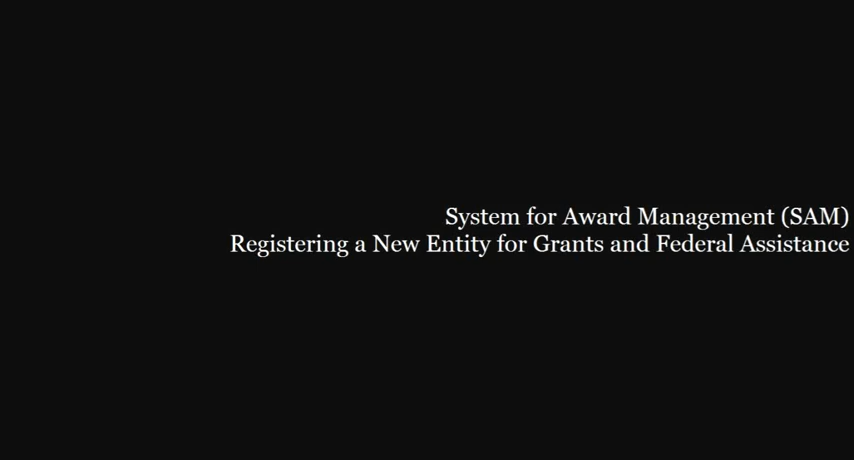 System for Award Management (SAM)
Registering a New Entity for Grants and Federal Assistance